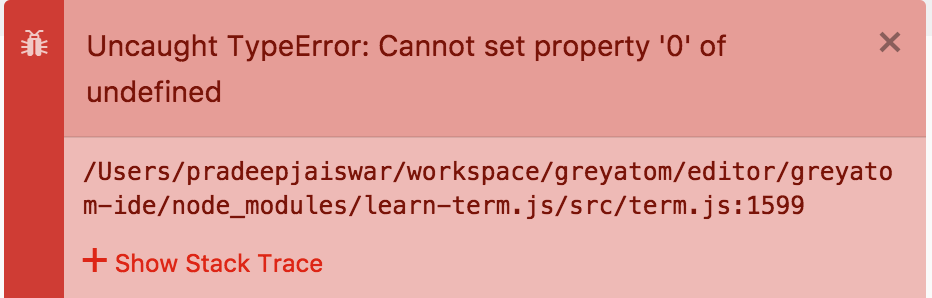 Uncaught TypeError: Cannot set property '0' of
undefined
/Users/pradeepjaiswar/workspace/greyatom/editor/greyato
m-ide/node_modules/learn-term.js/src/term.js:1599
Show Stack Trace